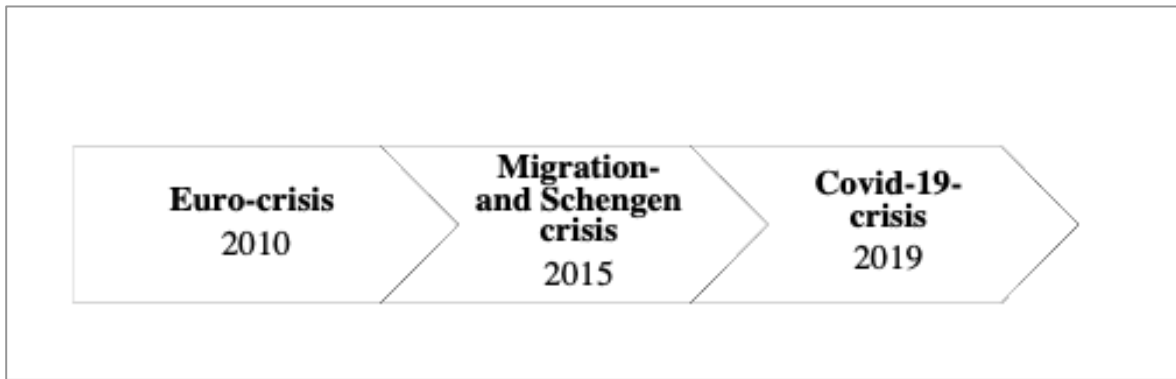 Euro-crisis
2010
Migration-
and Schengen
crisis
2015
Covid-19-
crisis
2019